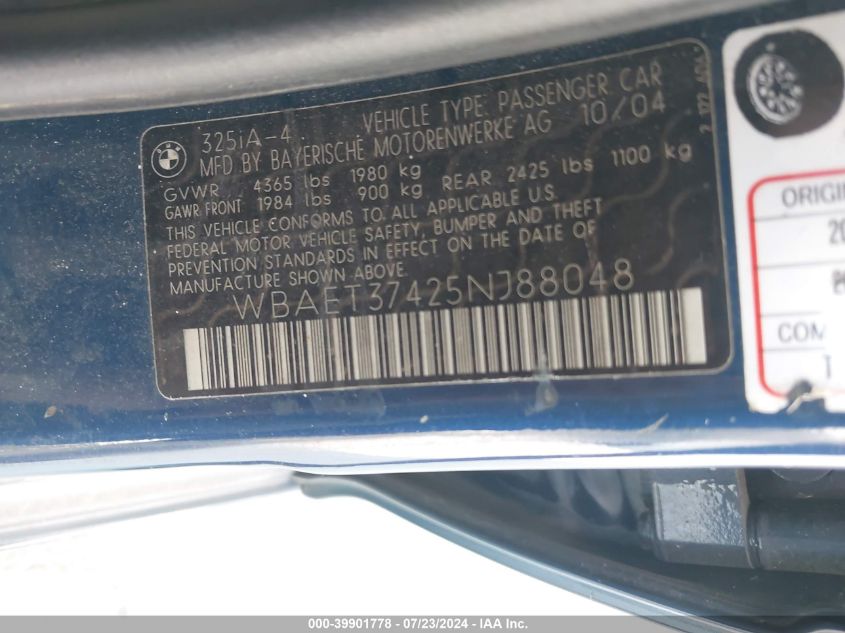 BMW
325iA-4 VEHICLE TYPE: PASSENGER CAR
MFD BY BAYERISCHE MOTORENWERKE AG 10/04
GVWR 4365 lbs 1980 kg
GAWR FRONT 1984 lbs 900 kg REAR 2425 lbs 1100 kg
THIS VEHICLE CONFORMS TO ALL APPLICABLE U.S.
FEDERAL MOTOR VEHICLE SAFETY, BUMPER AND THEFT
PREVENTION STANDARDS IN EFFECT ON THE DATE OF
MANUFACTURE SHOWN ABOVE.
WBAET37425NJ88048
ORIGIN
20
COM
T
000-39901778 - 07/23/2024 - IAA Inc.